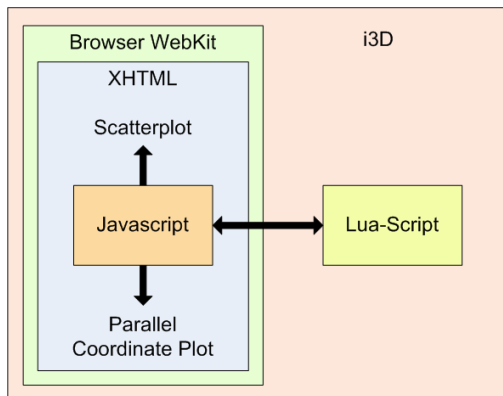 Browser WebKit
i3D
XHTML
Scatterplot
Javascript
Lua-Script
Parallel
Coordinate Plot